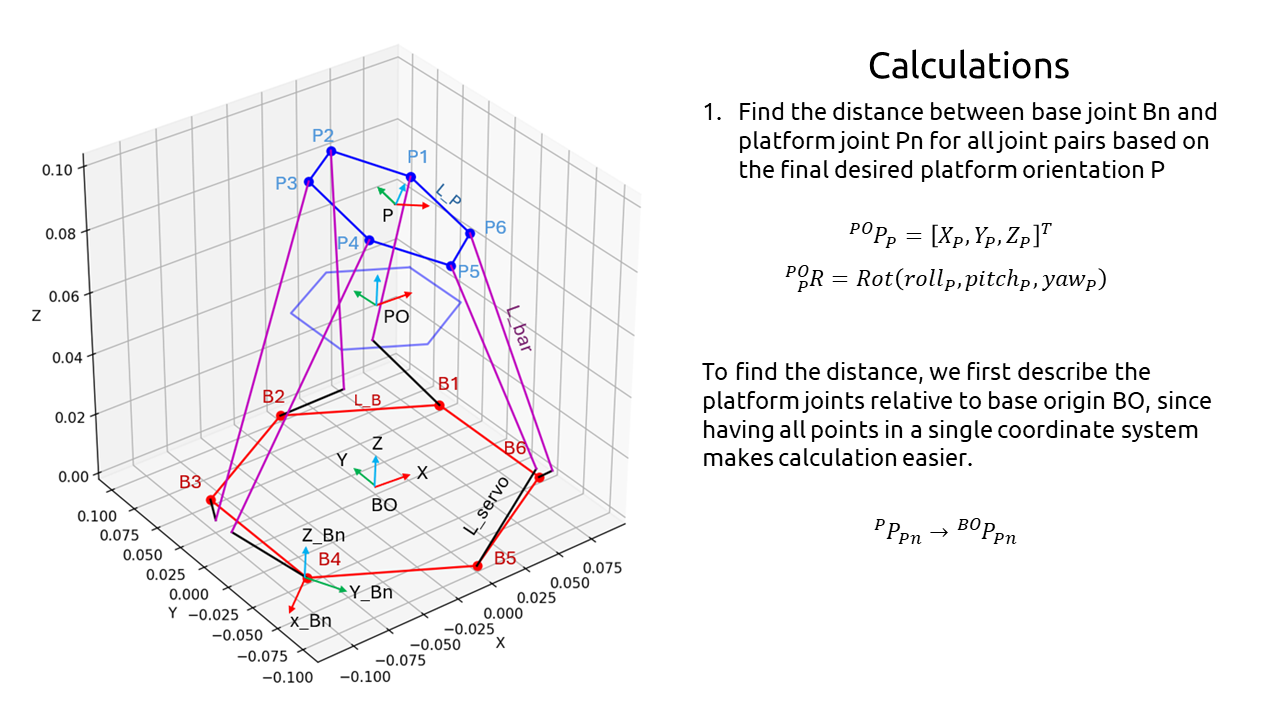 Calculations
1. Find the distance between base joint Bn and
platform joint Pn for all joint pairs based on
the final desired platform orientation P
^{PO}P_P = [X_P, Y_P, Z_P]^T
^{PO}_P R = Rot(roll_P, pitch_P, yaw_P)
To find the distance, we first describe the
platform joints relative to base origin BO, since
having all points in a single coordinate system
makes calculation easier.
^P P_{Pn} → ^{BO}P_{Pn}
P2
P1
P3
L_P
P
P6
P4
P5
PO
L_bar
B1
B2
L_B
B6
Z
Y
X
B3
BO
L_servo
Z_Bn
B4
B5
Y_Bn
x_Bn
Z
0.10
0.08
0.06
0.04
0.02
0.00
0.100
0.075
0.050
0.025
0.000
Y
−0.025
−0.050
−0.075
−0.100
−0.100
−0.075
−0.050
−0.025
X
0.000
0.025
0.050
0.075